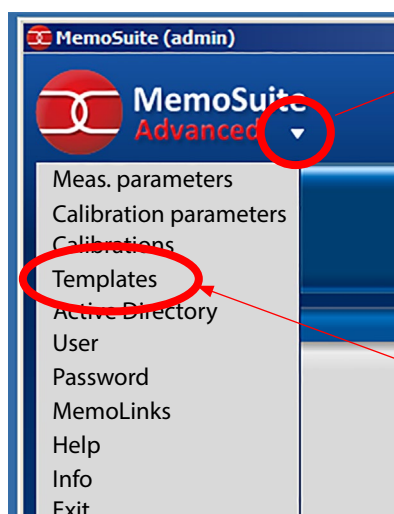 MemoSuite (admin)
MemoSuite
Advanced
Meas. parameters
Calibration parameters
Calibrations
Templates
Active Directory
User
Password
MemoLinks
Help
Info
Exit